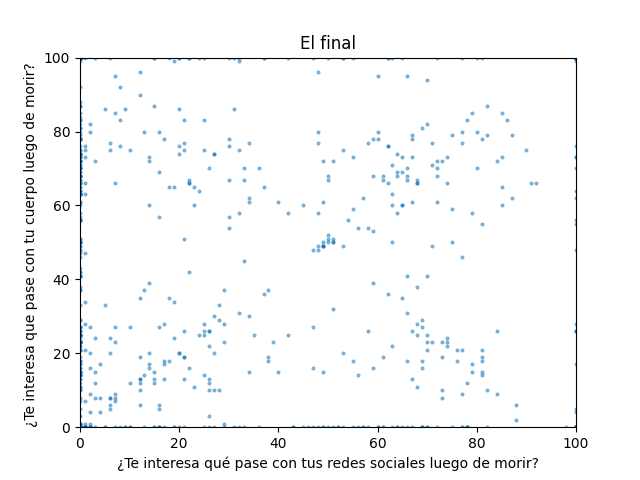 El final
¿Te interesa que pase con tu cuerpo luego de morir?
100
80
60
40
20
0
0 20 40 60 80 100
¿Te interesa qué pase con tus redes sociales luego de morir?